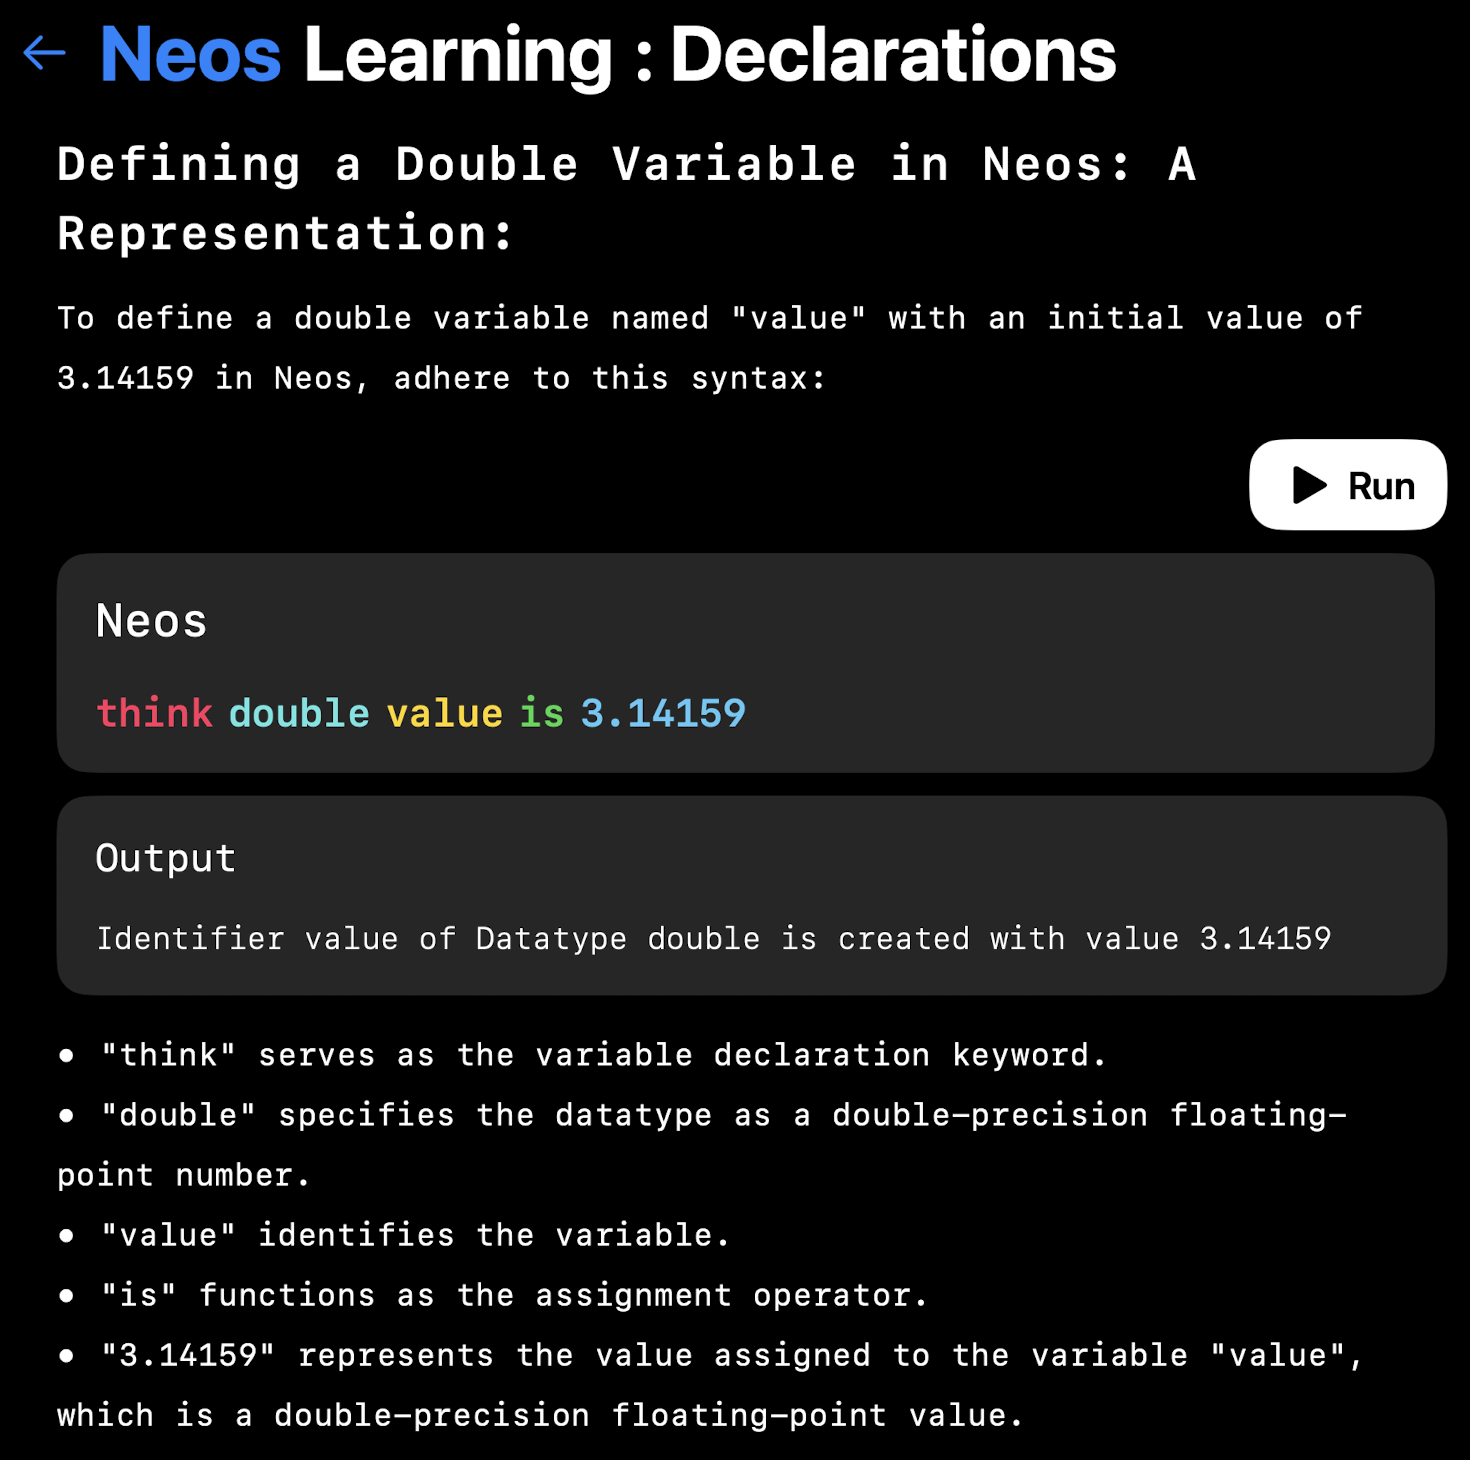 ← Neos Learning : Declarations
Defining a Double Variable in Neos: A
Representation:
To define a double variable named "value" with an initial value of
3.14159 in Neos, adhere to this syntax:
Run
Neos
think double value is 3.14159
Output
Identifier value of Datatype double is created with value 3.14159
• "think" serves as the variable declaration keyword.
• "double" specifies the datatype as a double-precision floating-
point number.
• "value" identifies the variable.
• "is" functions as the assignment operator.
• "3.14159" represents the value assigned to the variable "value",
which is a double-precision floating-point value.